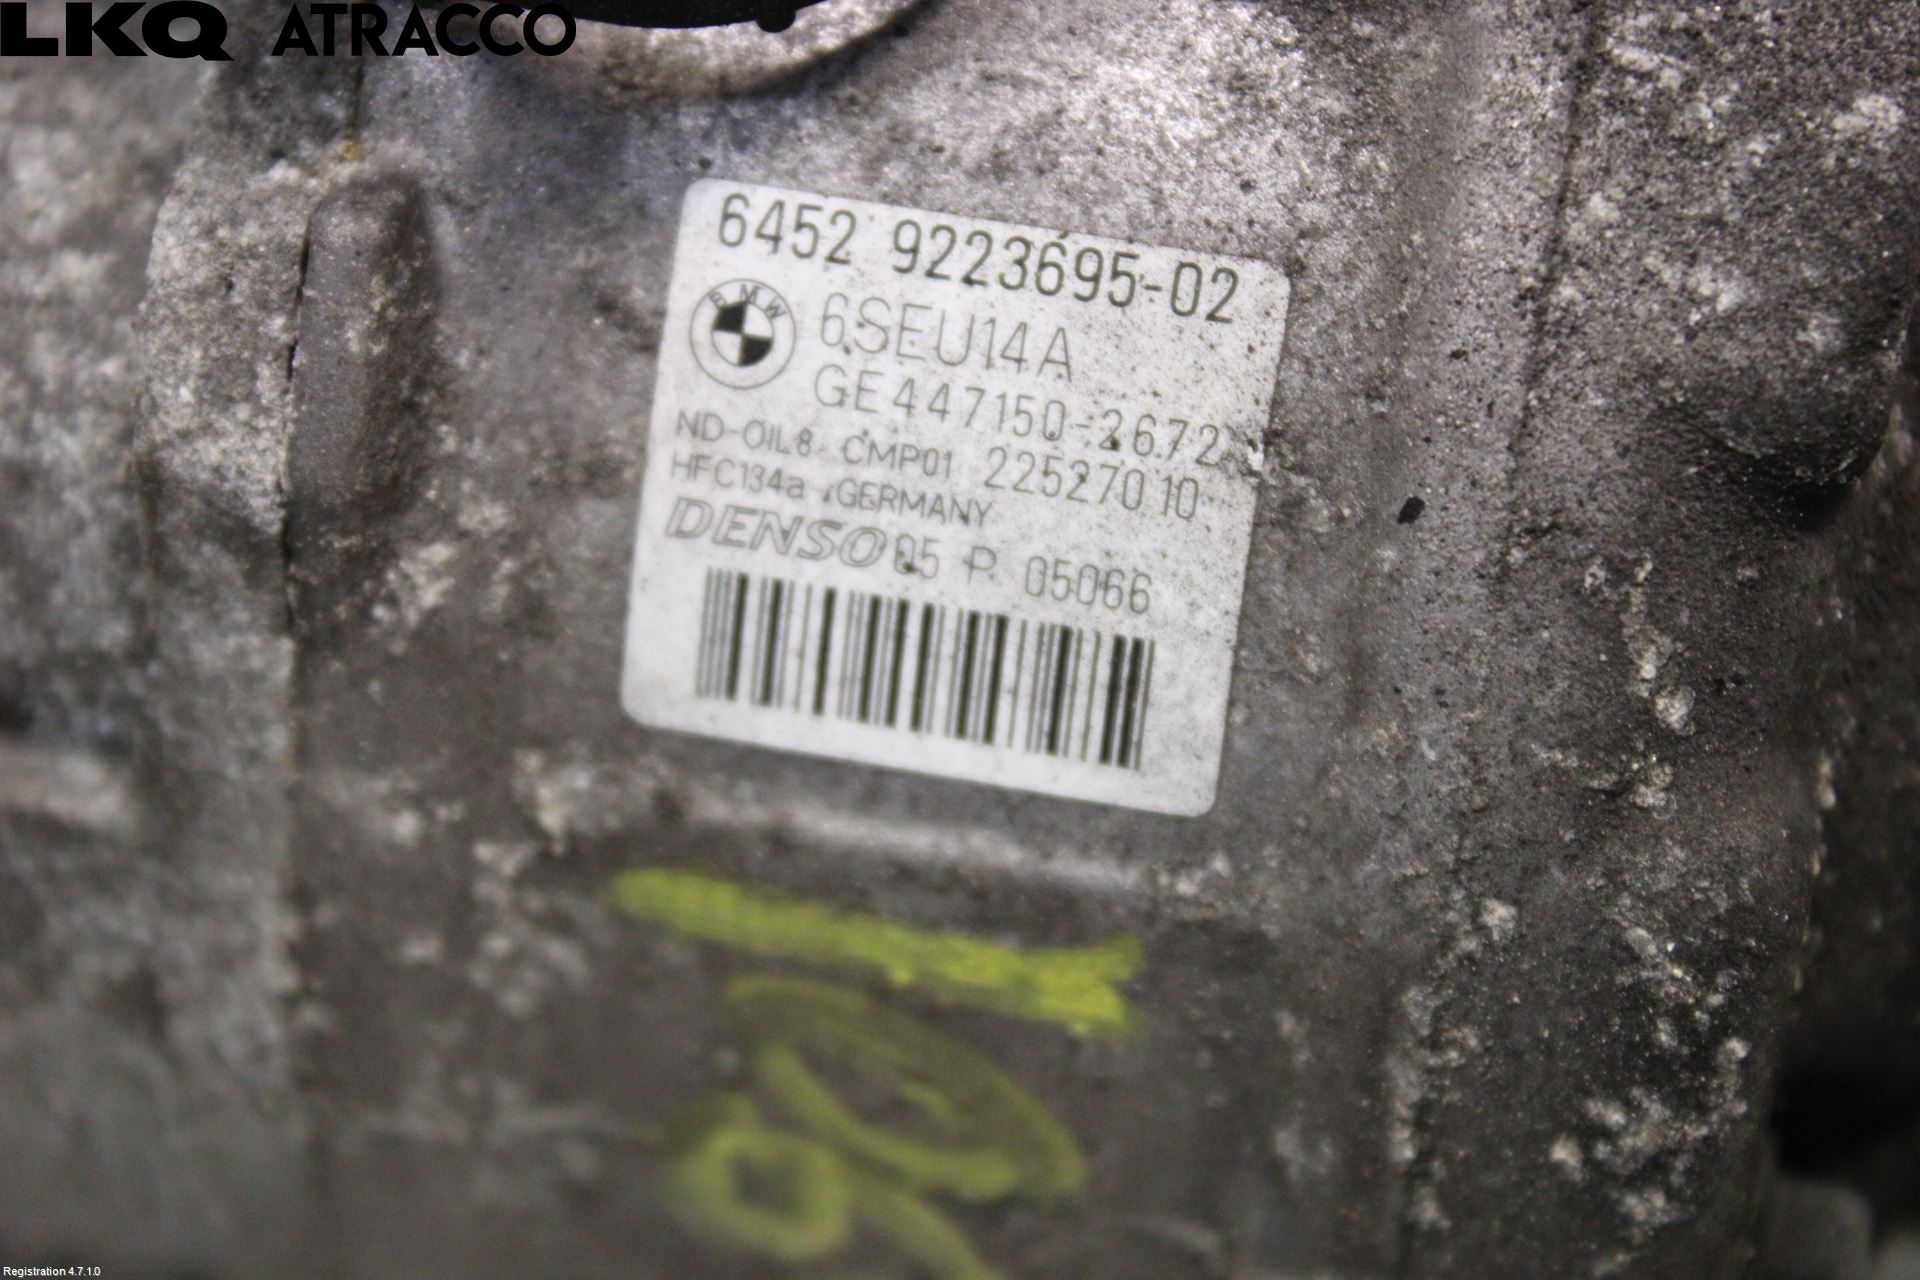 LKQ ATRACCO
6452 9223695-02
BMW
6SEU14A
GE447150-2672
ND-OIL8 CMP01 22527010
HFC134a GERMANY
DENSO 05 P 05066
Registration 4.7.1.0